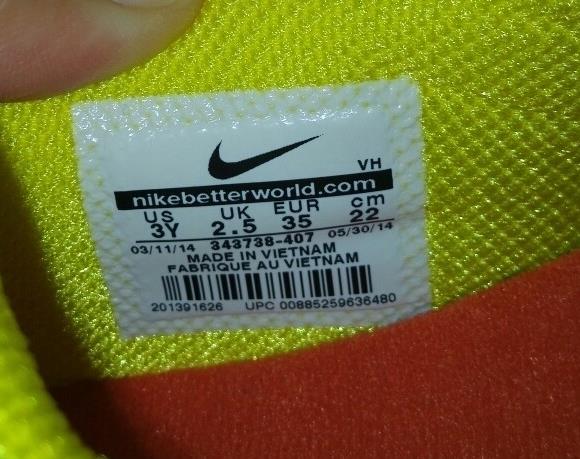 VH
nikebetterworld.com
US UK EUR cm
3Y 2.5 35 22
03/11/14 343738-407 05/30/14
MADE IN VIETNAM
FABRIQUE AU VIETNAM
201391626 UPC 00885259636480